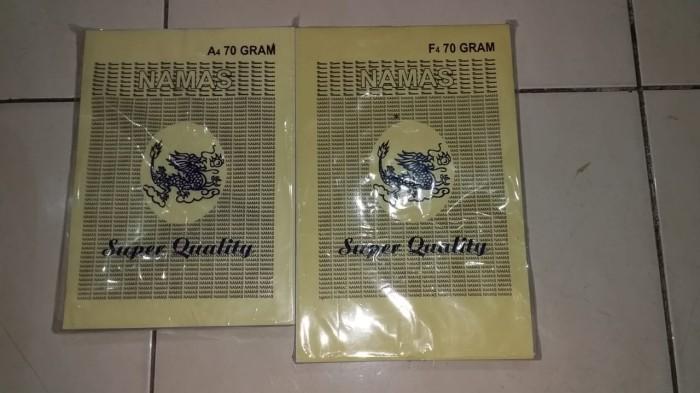 A4 70 GRAM
NAMAS
Super Quality
F4 70 GRAM
NAMAS
Super Quality